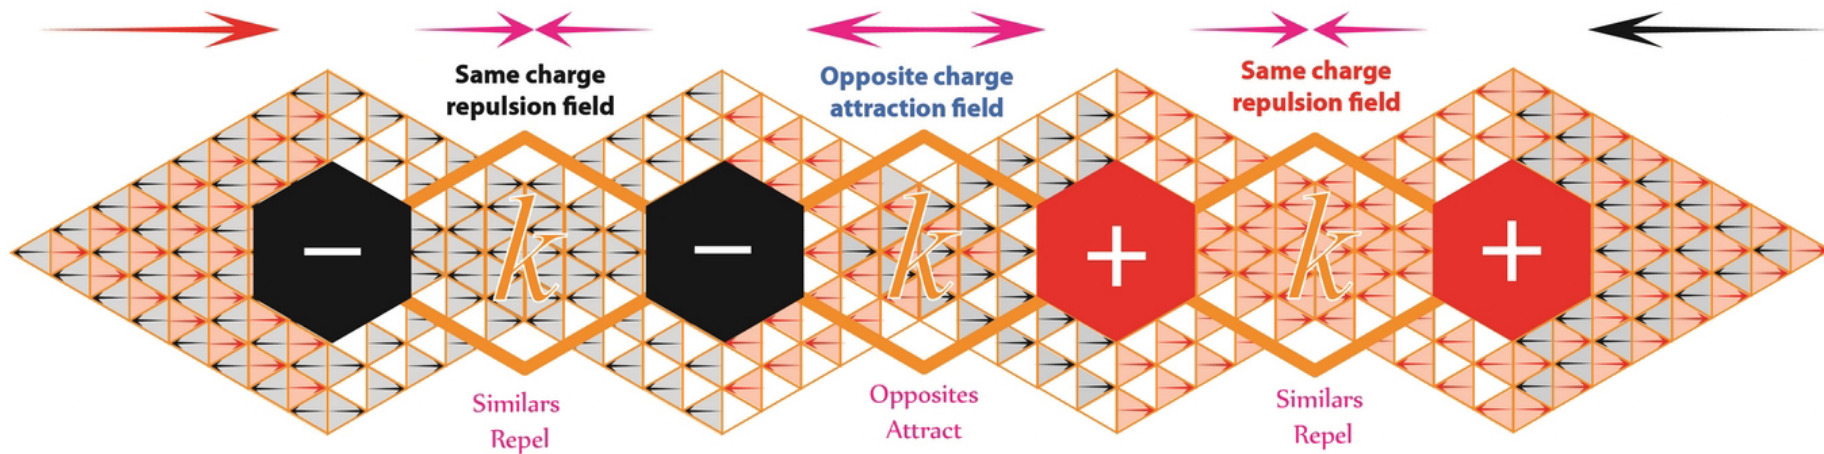 Same charge
repulsion field
Opposite charge
attraction field
Same charge
repulsion field
−
k
−
k
+
k
+
Similars
Repel
Opposites
Attract
Similars
Repel